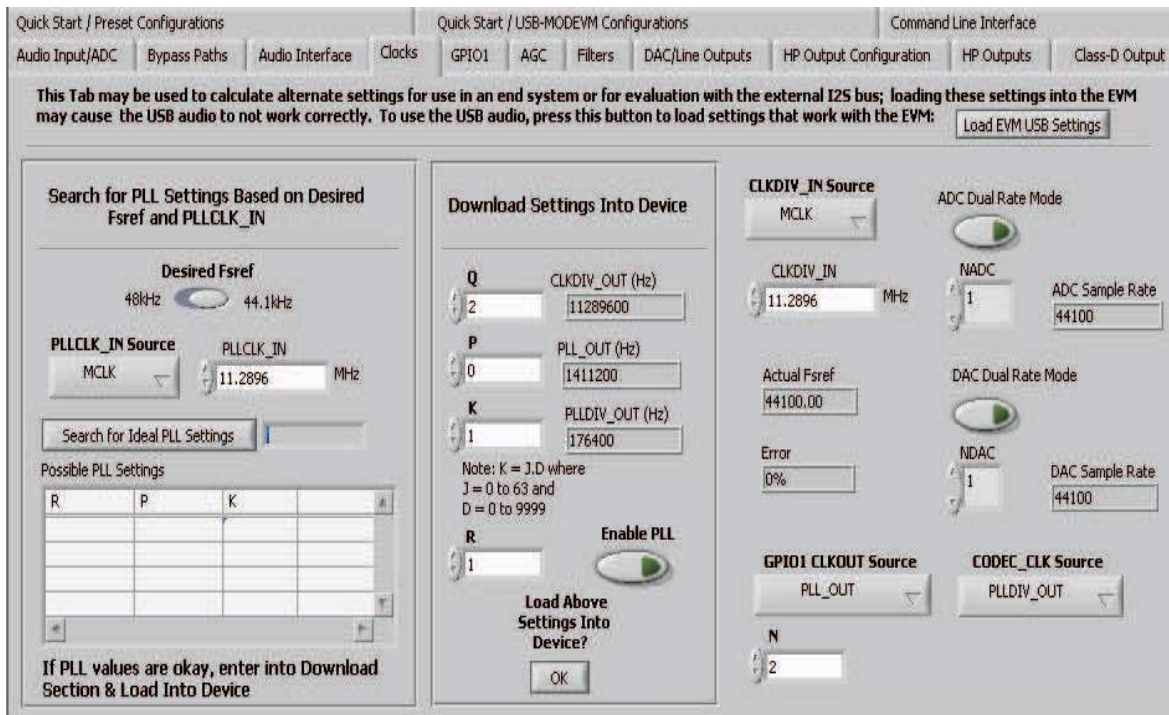 Quick Start / Preset Configurations
Quick Start / USB-MODEVM Configurations
Command Line Interface
Audio Input/ADC
Bypass Paths
Audio Interface
Clocks
GPIO1
AGC
Filters
DAC/Line Outputs
HP Output Configuration
HP Outputs
Class-D Output
This Tab may be used to calculate alternate settings for use in an end system or for evaluation with the external I2S bus; loading these settings into the EVM
may cause the USB audio to not work correctly. To use the USB audio, press this button to load settings that work with the EVM:
Load EVM USB Settings
Search for PLL Settings Based on Desired
Fsref and PLLCLK_IN
Desired Fsref
48kHz
44.1kHz
PLLCLK_IN Source
MCLK
PLLCLK_IN
11.2896
MHz
Search for Ideal PLL Settings
Possible PLL Settings
R
P
K
If PLL values are okay, enter into Download
Section & Load Into Device
Download Settings Into Device
Q
2
CLKDIV_OUT (Hz)
11289600
P
0
PLL_OUT (Hz)
1411200
K
1
PLLDIV_OUT (Hz)
176400
Note: K = J.D where
J = 0 to 63 and
D = 0 to 9999
R
1
Enable PLL
Load Above
Settings Into
Device?
OK
CLKDIV_IN Source
MCLK
ADC Dual Rate Mode
CLKDIV_IN
11.2896
MHz
NADC
1
ADC Sample Rate
44100
Actual Fsref
44100.00
DAC Dual Rate Mode
Error
0%
NDAC
1
DAC Sample Rate
44100
GPIO1 CLKOUT Source
PLL_OUT
CODEC_CLK Source
PLLDIV_OUT
N
2